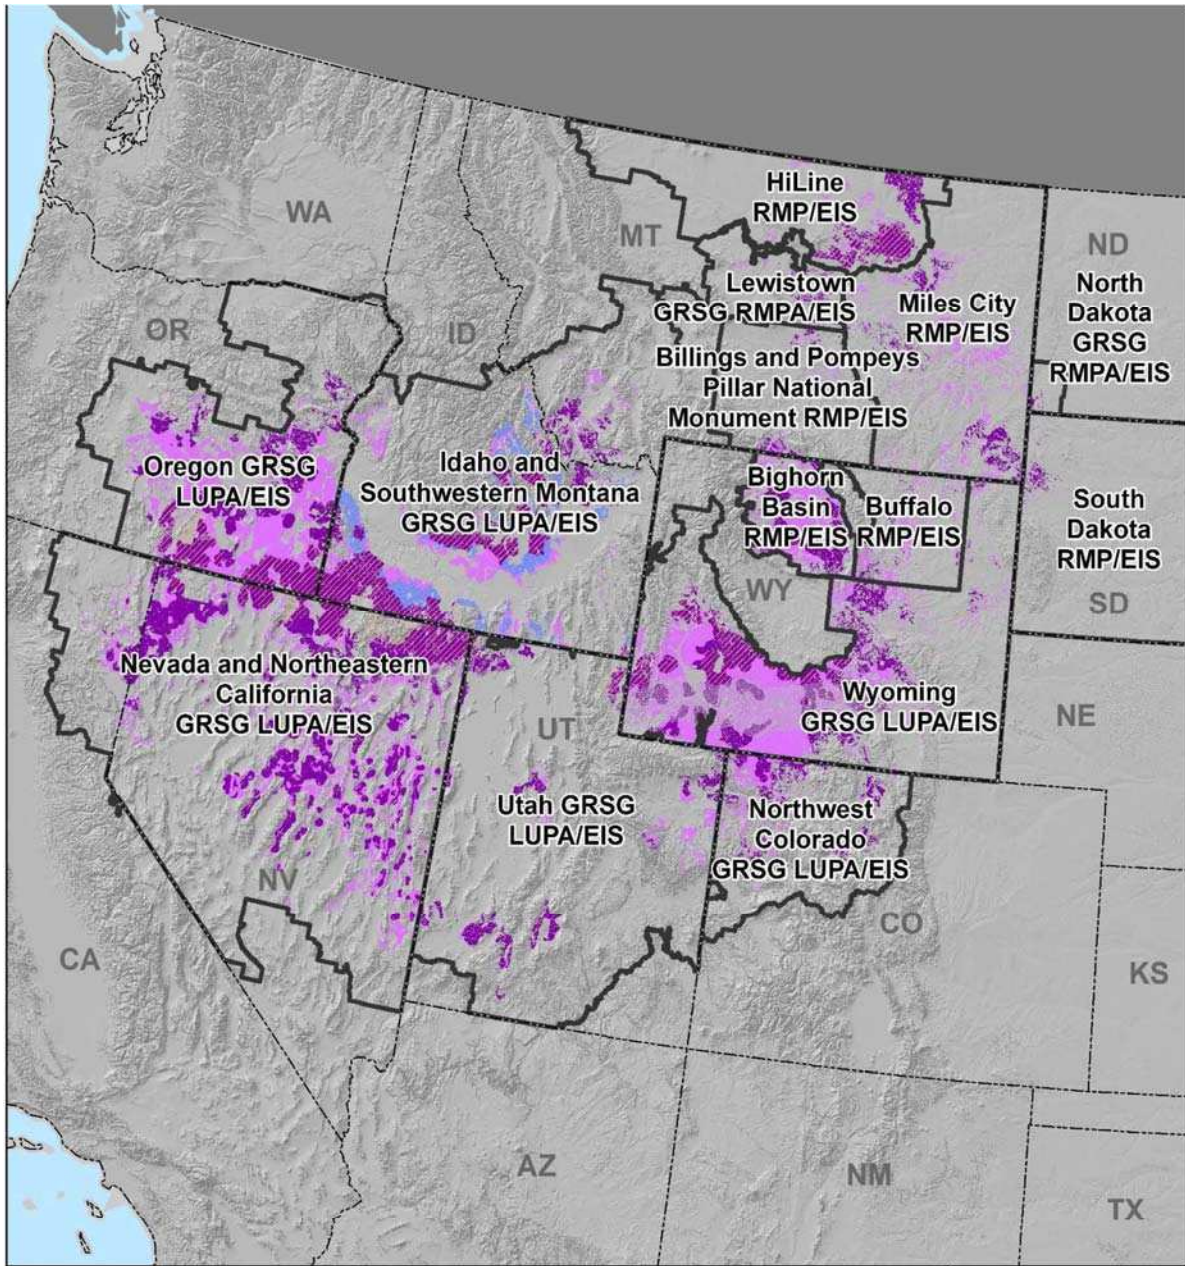 HiLine
RMP/EIS
WA
MT
ND
Lewistown
GRSG RMPA/EIS
Miles City
RMP/EIS
North
Dakota
GRSG
RMPA/EIS
OR
ID
Billings and Pompeys
Pillar National
Monument RMP/EIS
Oregon GRSG
LUPA/EIS
Idaho and
Southwestern Montana
GRSG LUPA/EIS
Bighorn
Basin
RMP/EIS
Buffalo
RMP/EIS
South
Dakota
RMP/EIS
WY
SD
Nevada and Northeastern
California
GRSG LUPA/EIS
Wyoming
GRSG LUPA/EIS
UT
NE
Utah GRSG
LUPA/EIS
Northwest
Colorado
GRSG LUPA/EIS
NV
CO
CA
KS
AZ
NM
TX